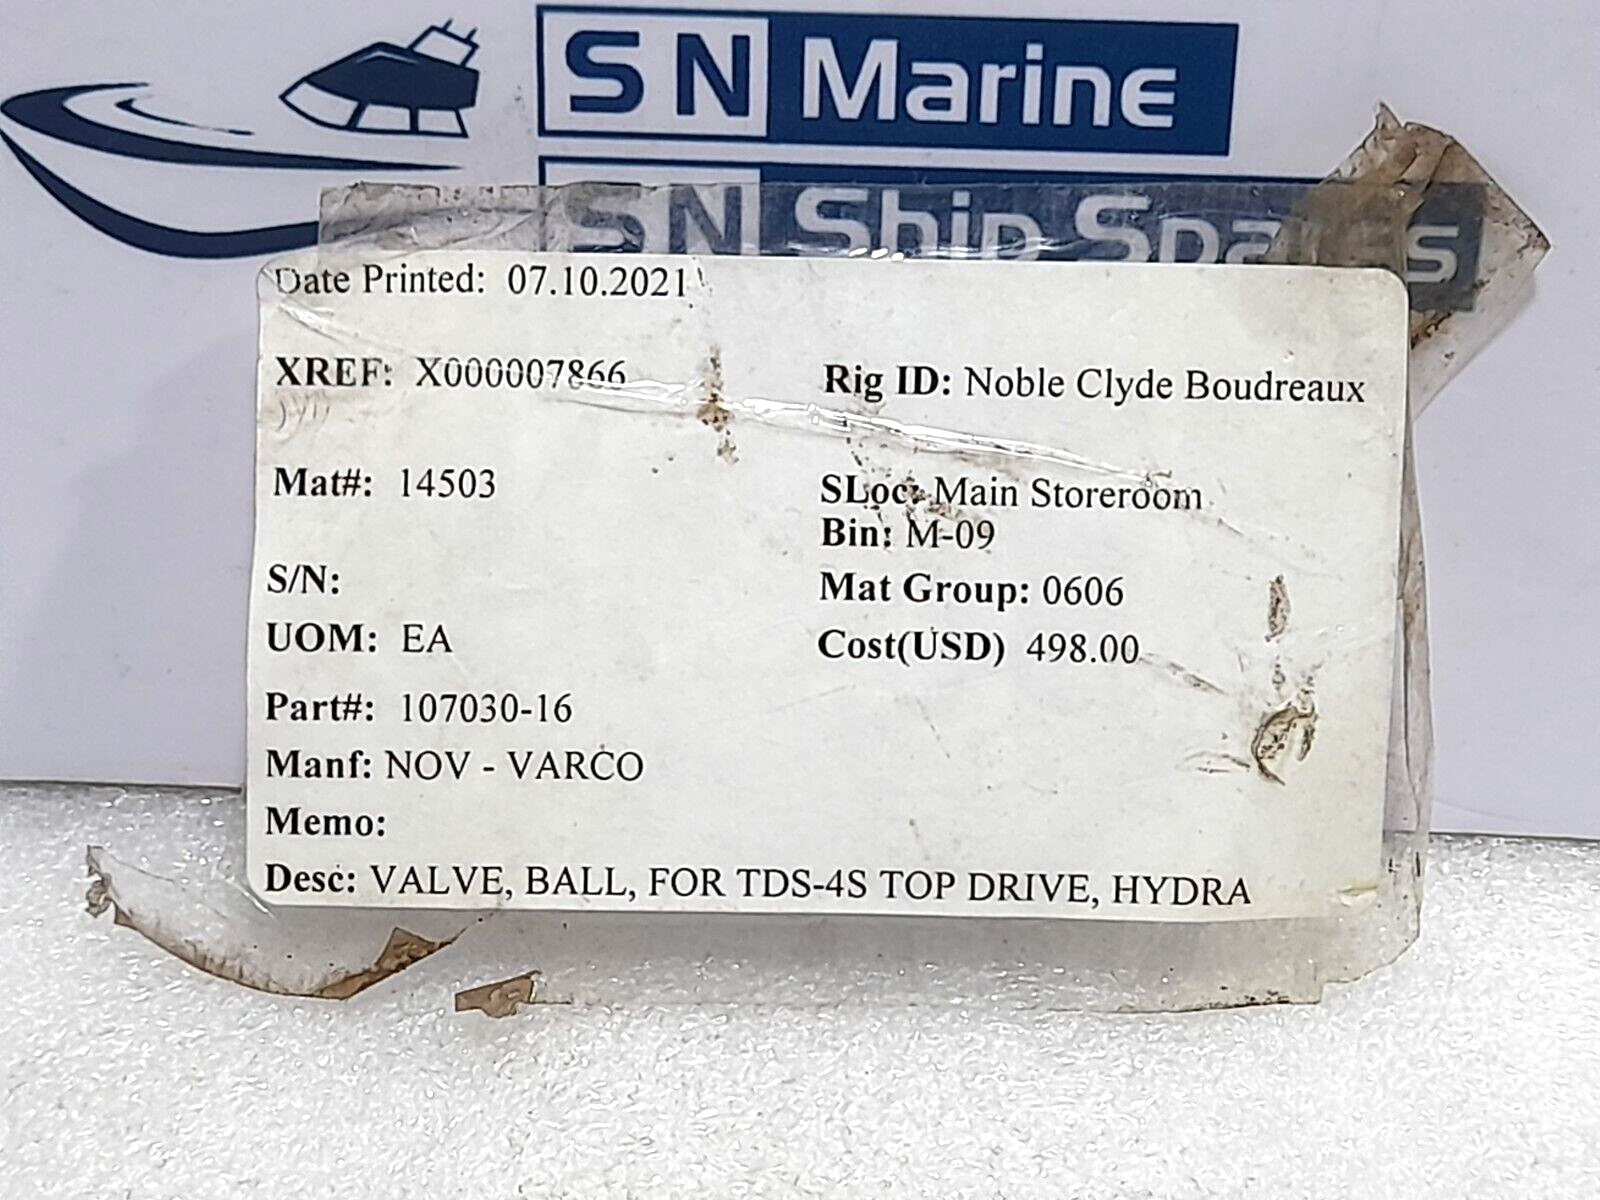 SN Marine
SN Ship Spares
Date Printed: 07.10.2021
XREF: X000007866
Rig ID: Noble Clyde Boudreaux
Mat#: 14503
SLoc: Main Storeroom
Bin: M-09
S/N:
Mat Group: 0606
UOM: EA
Cost(USD) 498.00
Part#: 107030-16
Manf: NOV - VARCO
Memo:
Desc: VALVE, BALL, FOR TDS-4S TOP DRIVE, HYDRA